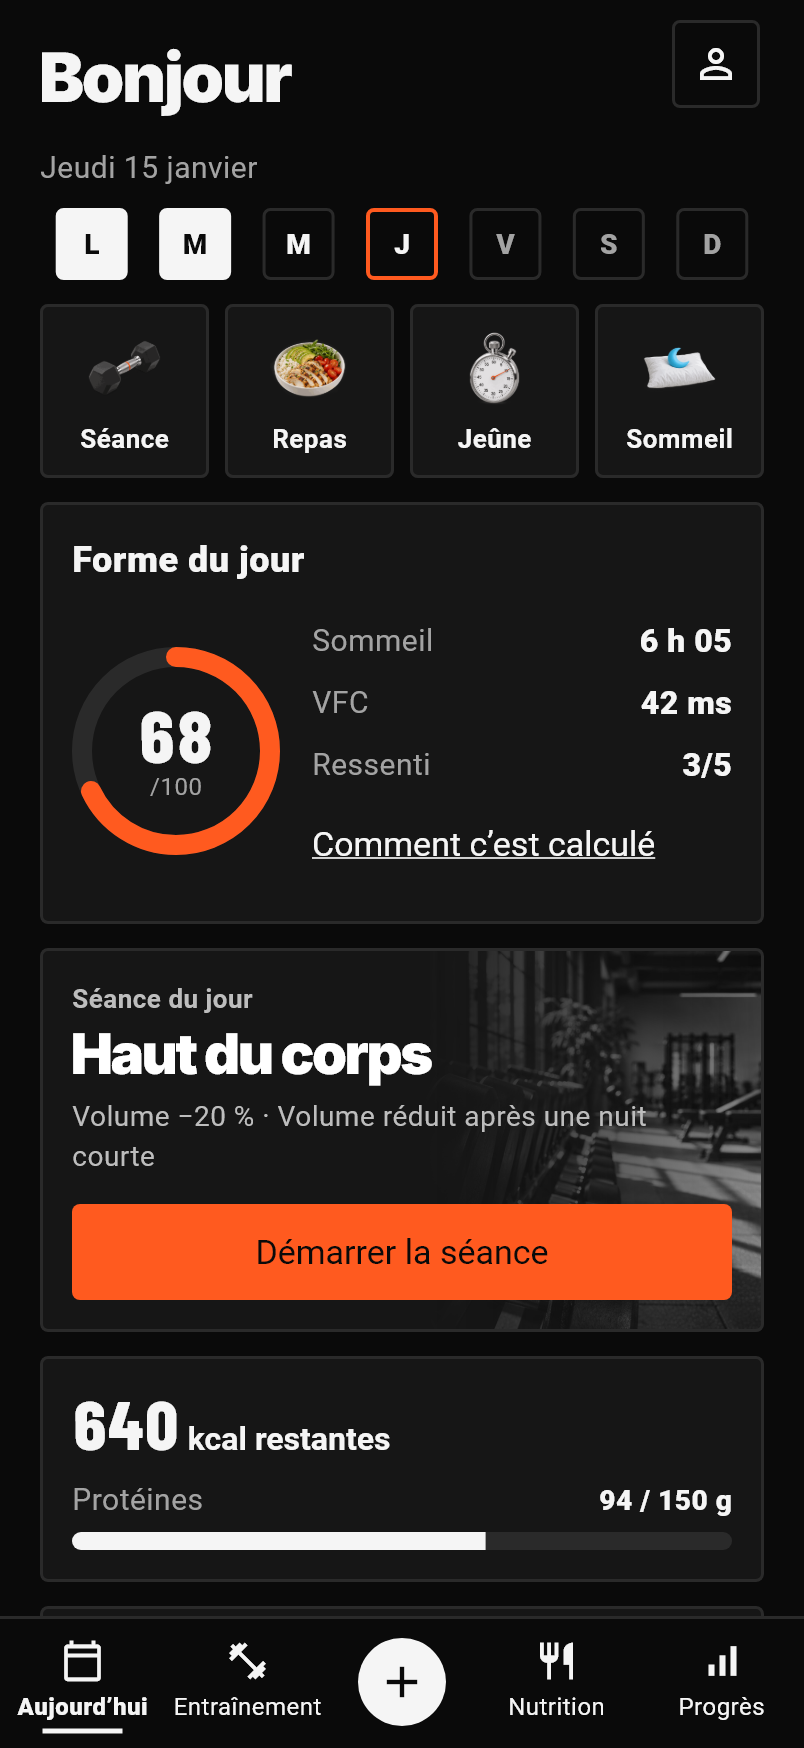 Bonjour
Jeudi 15 janvier
L M M J V S D
Séance Repas Jeûne Sommeil
Forme du jour
68
/100
Sommeil 6 h 05
VFC 42 ms
Ressenti 3/5
Comment c’est calculé
Séance du jour
Haut du corps
Volume −20 % · Volume réduit après une nuit
courte
Démarrer la séance
640 kcal restantes
Protéines 94 / 150 g
Aujourd’hui Entraînement Nutrition Progrès